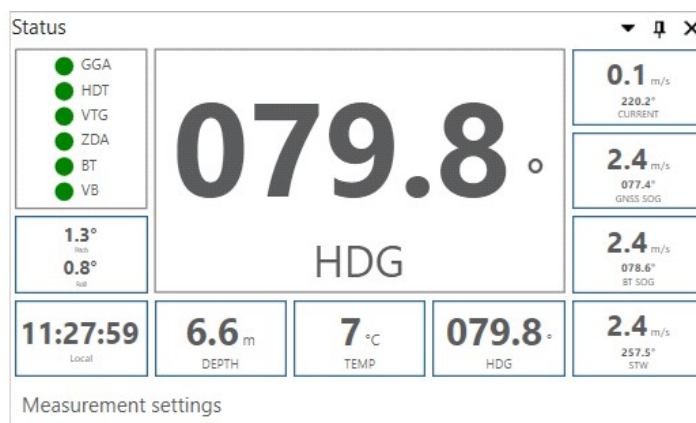 Status
GGA
HDT
VTG
ZDA
BT
VB
1.3°
Pitch
0.8°
Roll
11:27:59
Local
079.8°
HDG
6.6 m
DEPTH
7 °C
TEMP
079.8°
HDG
0.1 m/s
220.2°
CURRENT
2.4 m/s
077.4°
GNSS SOG
2.4 m/s
078.6°
BT SOG
2.4 m/s
257.5°
STW
Measurement settings